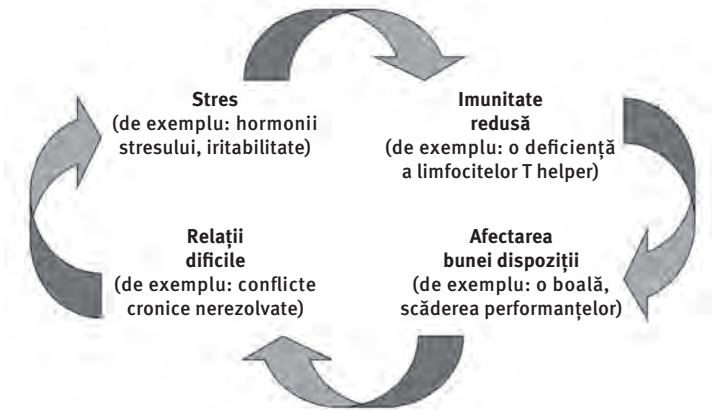 Stres
(de exemplu: hormonii
stresului, iritabilitate)
Imunitate
redusă
(de exemplu: o deficiență
a limfocitelor T helper)
Relații
dificile
(de exemplu: conflicte
cronice nerezolvate)
Afectarea
bunei dispoziții
(de exemplu: o boală,
scăderea performanțelor)